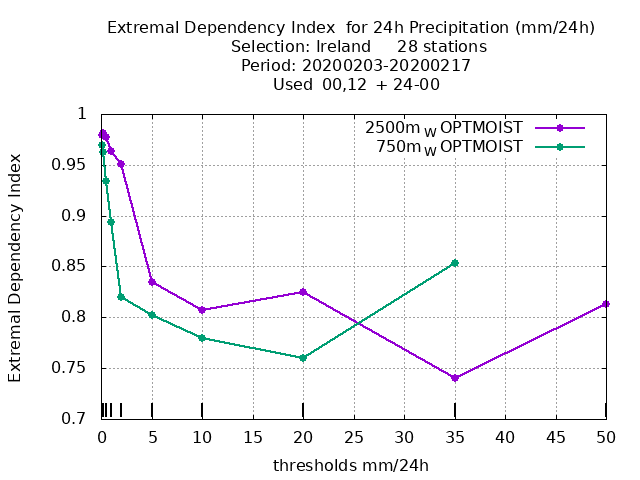 Extremal Dependency Index  for 24h Precipitation (mm/24h)
Selection: Ireland     28 stations
Period: 20200203-20200217
Used  00,12  + 24-00
2500m W OPTMOIST
750m W OPTMOIST
Extremal Dependency Index
1
0.95
0.9
0.85
0.8
0.75
0.7
0 5 10 15 20 25 30 35 40 45 50
thresholds mm/24h